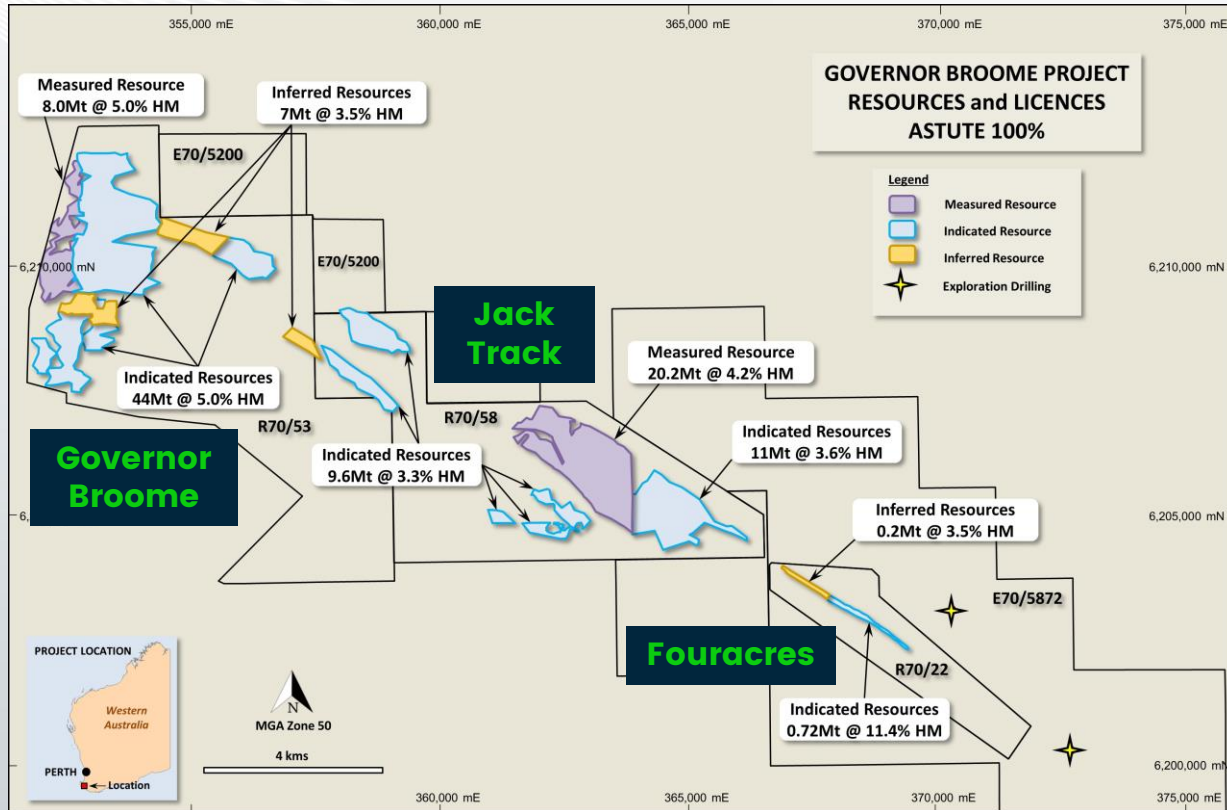 355,000 mE
360,000 mE
365,000 mE
370,000 mE
375,000 mE
GOVERNOR BROOME PROJECT
RESOURCES and LICENCES
ASTUTE 100%
Measured Resource
8.0Mt @ 5.0% HM
Inferred Resources
7Mt @ 3.5% HM
E70/5200
Legend
Measured Resource
Indicated Resource
Inferred Resource
Exploration Drilling
6,210,000 mN
E70/5200
6,210,000 mN
Jack
Track
Measured Resource
20.2Mt @ 4.2% HM
Indicated Resources
44Mt @ 5.0% HM
R70/53
R70/58
Indicated Resources
11Mt @ 3.6% HM
Governor
Broome
Indicated Resources
9.6Mt @ 3.3% HM
6,
6,205,000 mN
Inferred Resources
0.2Mt @ 3.5% HM
E70/5872
Fouracres
R70/22
Indicated Resources
0.72Mt @ 11.4% HM
PROJECT LOCATION
Western
Australia
PERTH
Location
N
MGA Zone 50
4 kms
6,200,000 mN
360,000 mE
365,000 mE
370,000 mE
375,000 mE